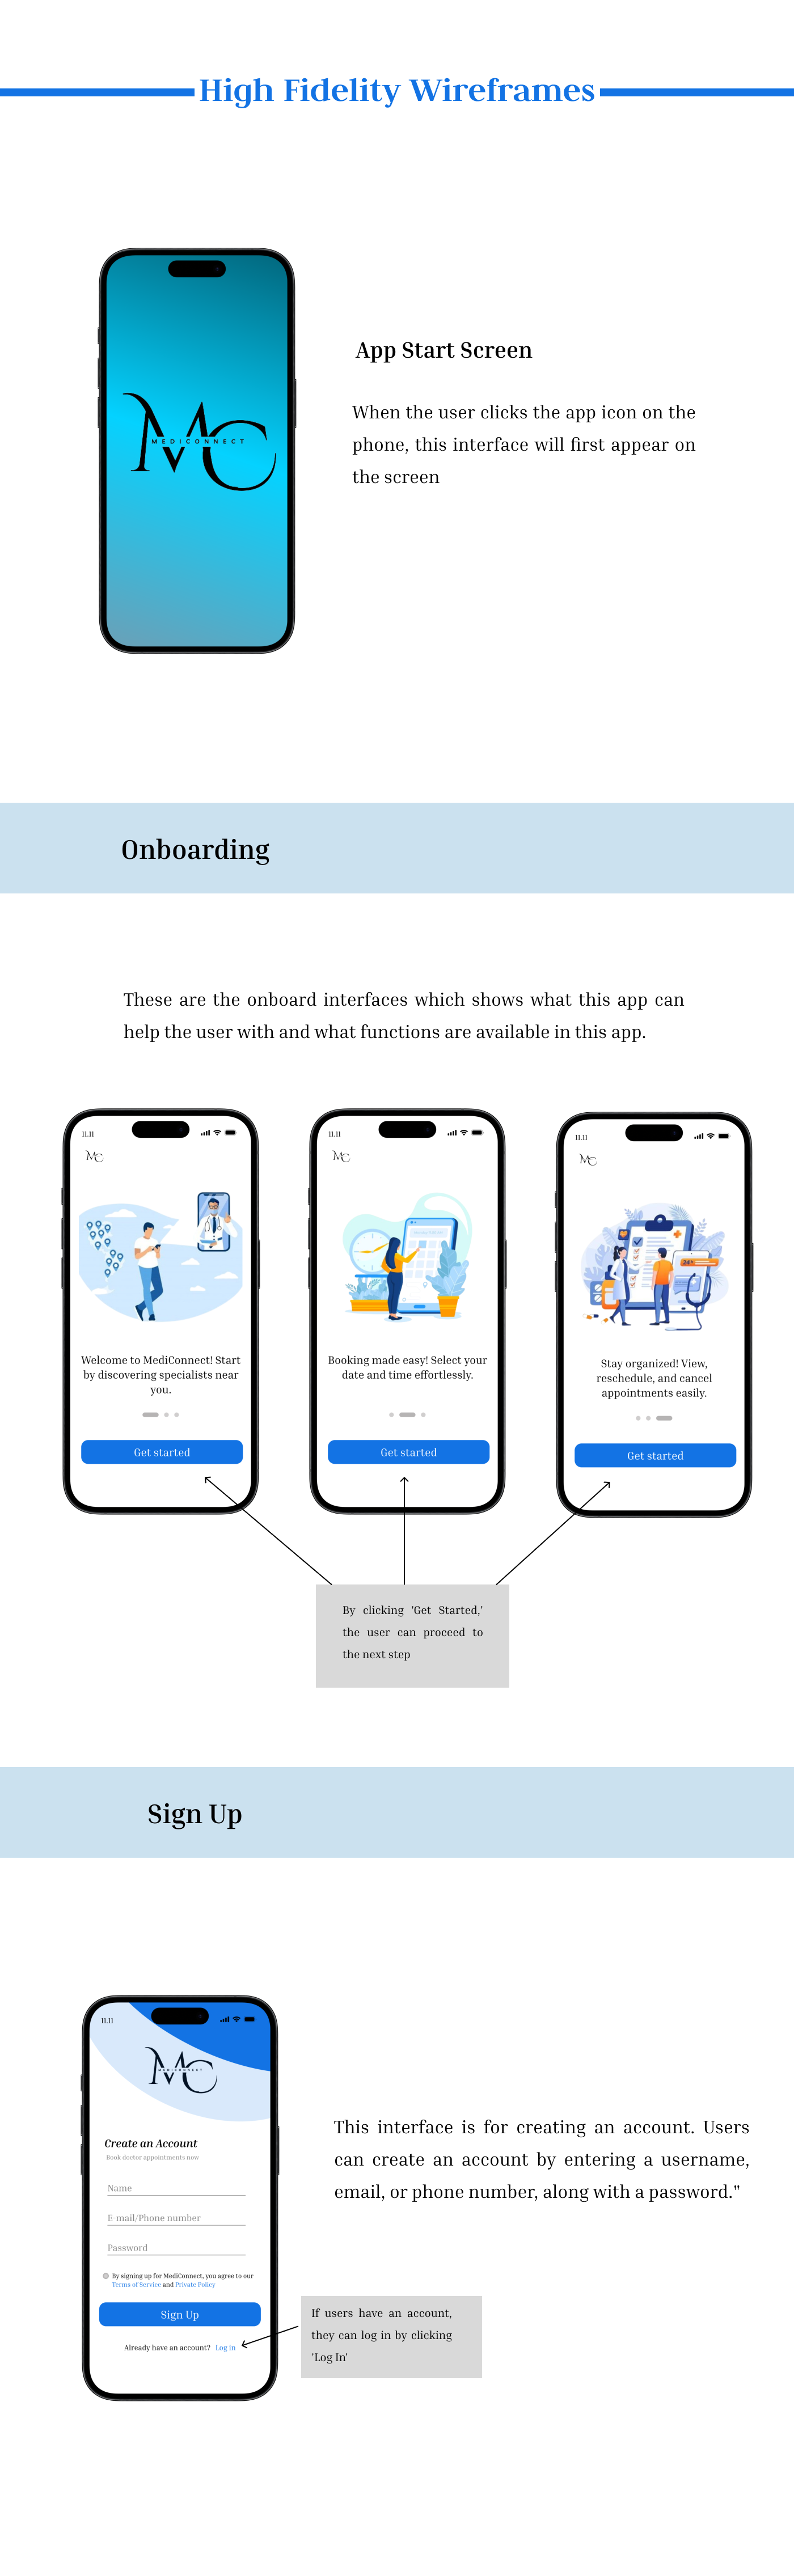 High Fidelity Wireframes
MC
MEDICONNECT
App Start Screen
When the user clicks the app icon on the
phone, this interface will first appear on
the screen
Onboarding
These are the onboard interfaces which shows what this app can
help the user with and what functions are available in this app.
11.11
MC
Welcome to MediConnect! Start
by discovering specialists near
you.
Get started
11.11
MC
Booking made easy! Select your
date and time effortlessly.
Get started
11.11
MC
24
Stay organized! View,
reschedule, and cancel
appointments easily.
Get started
By clicking 'Get Started,'
the user can proceed to
the next step
Sign Up
11.11
MC
MEDICONNECT
Create an Account
Book doctor appointments now
Name
E-mail/Phone number
Password
By signing up for MediConnect, you agree to our
Terms of Service and Private Policy
Sign Up
Already have an account? Log in
This interface is for creating an account. Users
can create an account by entering a username,
email, or phone number, along with a password."
If users have an account,
they can log in by clicking
'Log In'